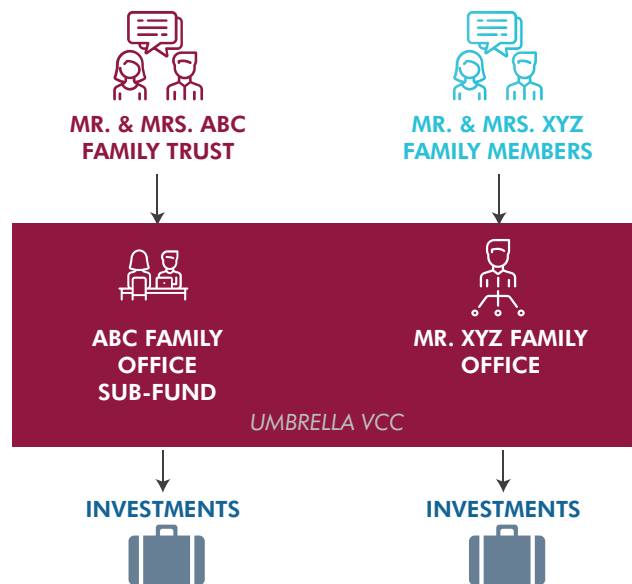 MR. & MRS. ABC
FAMILY TRUST
MR. & MRS. XYZ
FAMILY MEMBERS
ABC FAMILY
OFFICE
SUB-FUND
MR. XYZ FAMILY
OFFICE
UMBRELLA VCC
INVESTMENTS
INVESTMENTS